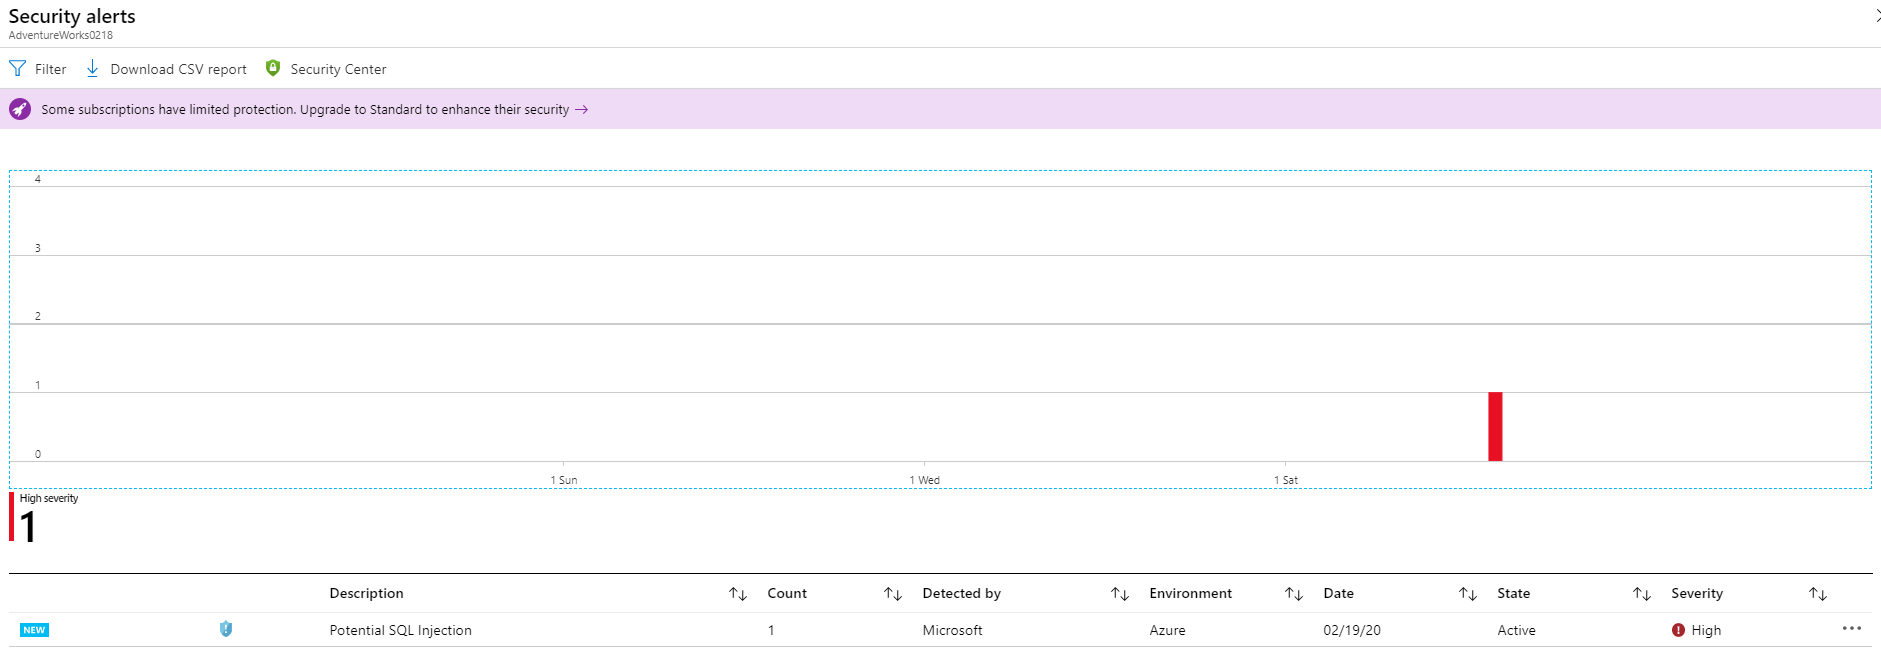 Security alerts
AdventureWorks0218
Filter Download CSV report Security Center
Some subscriptions have limited protection. Upgrade to Standard to enhance their security →
4
3
2
1
0
1 Sun 1 Wed 1 Sat
High severity
1
Description ↑↓ Count ↑↓ Detected by ↑↓ Environment ↑↓ Date ↑↓ State ↑↓ Severity ↑↓
NEW Potential SQL Injection 1 Microsoft Azure 02/19/20 Active High •••